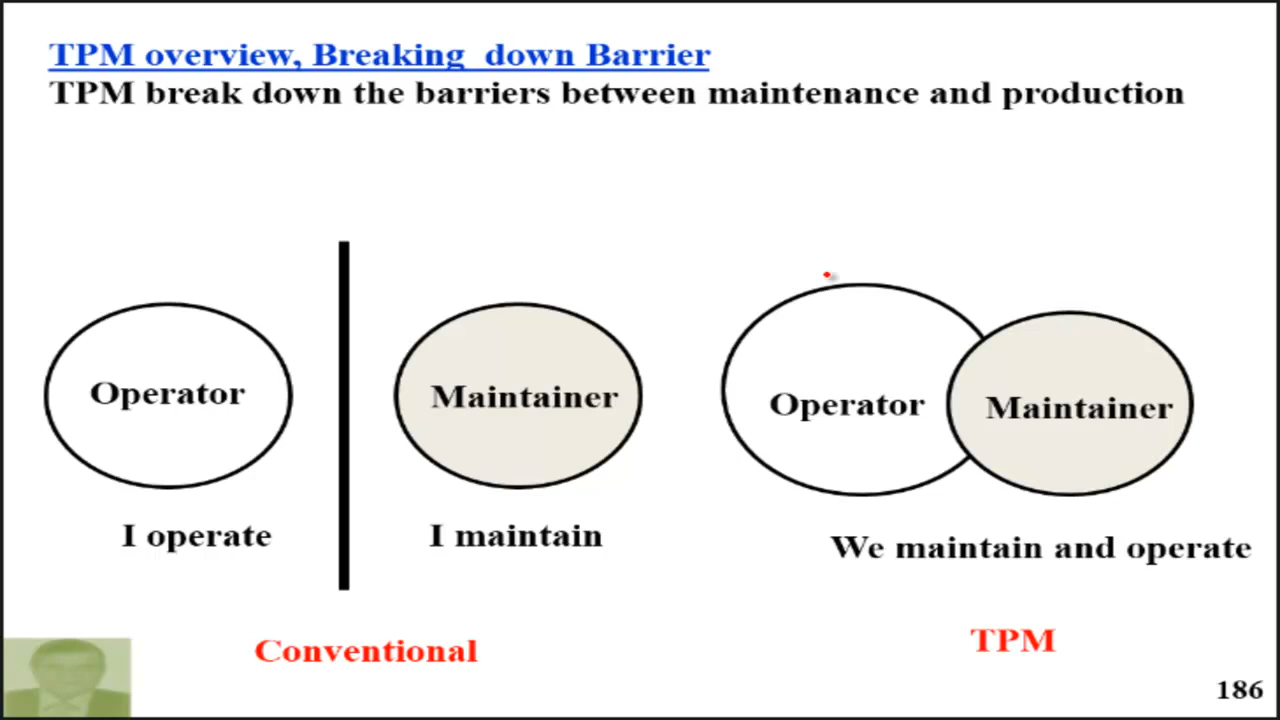 TPM overview, Breaking down Barrier
TPM break down the barriers between maintenance and production
Operator
Maintainer
Operator
Maintainer
I operate
I maintain
We maintain and operate
Conventional
TPM
186